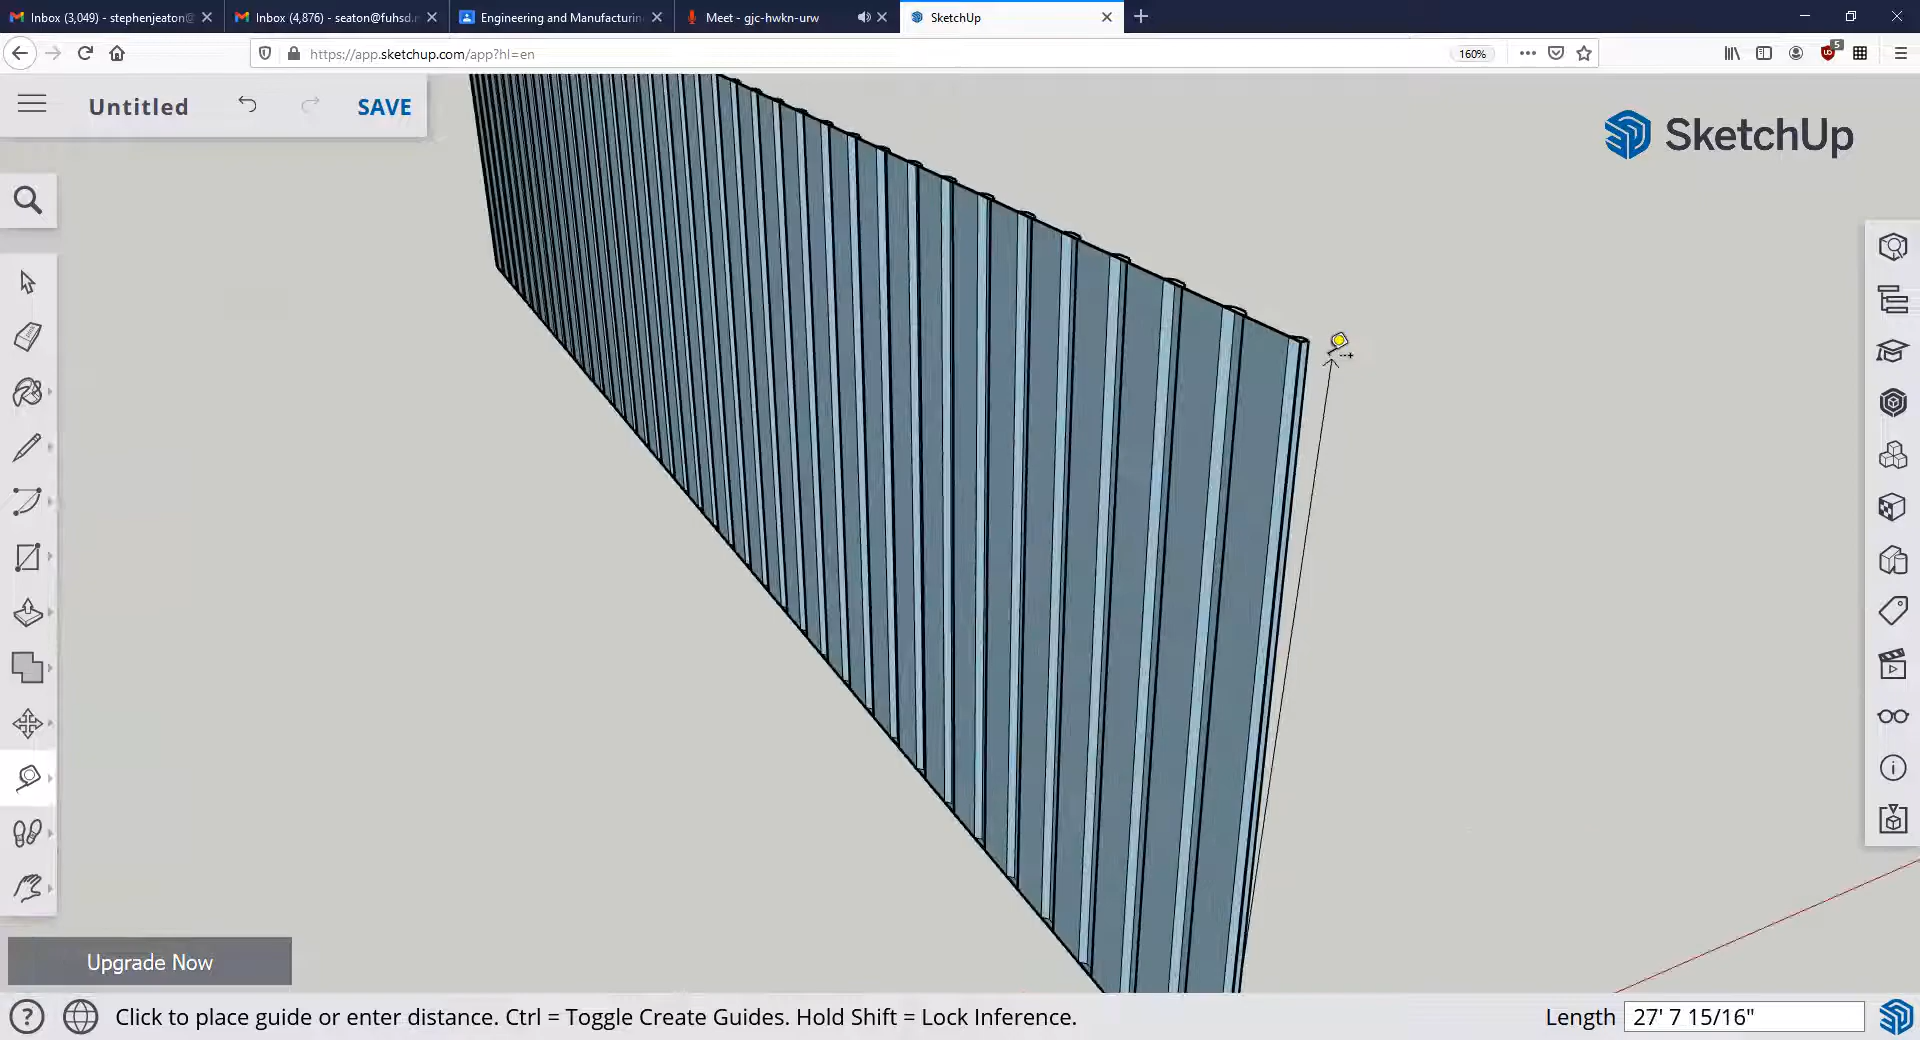 Inbox (3,049) - stephenjeaton@
Inbox (4,876) - seaton@fuhsd.n
Engineering and Manufacturin
Meet - gjc-hwkn-urw
SketchUp
https://app.sketchup.com/app?hl=en
160%
5
Untitled
SAVE
SketchUp
Upgrade Now
Click to place guide or enter distance. Ctrl = Toggle Create Guides. Hold Shift = Lock Inference.
Length
27' 7 15/16"